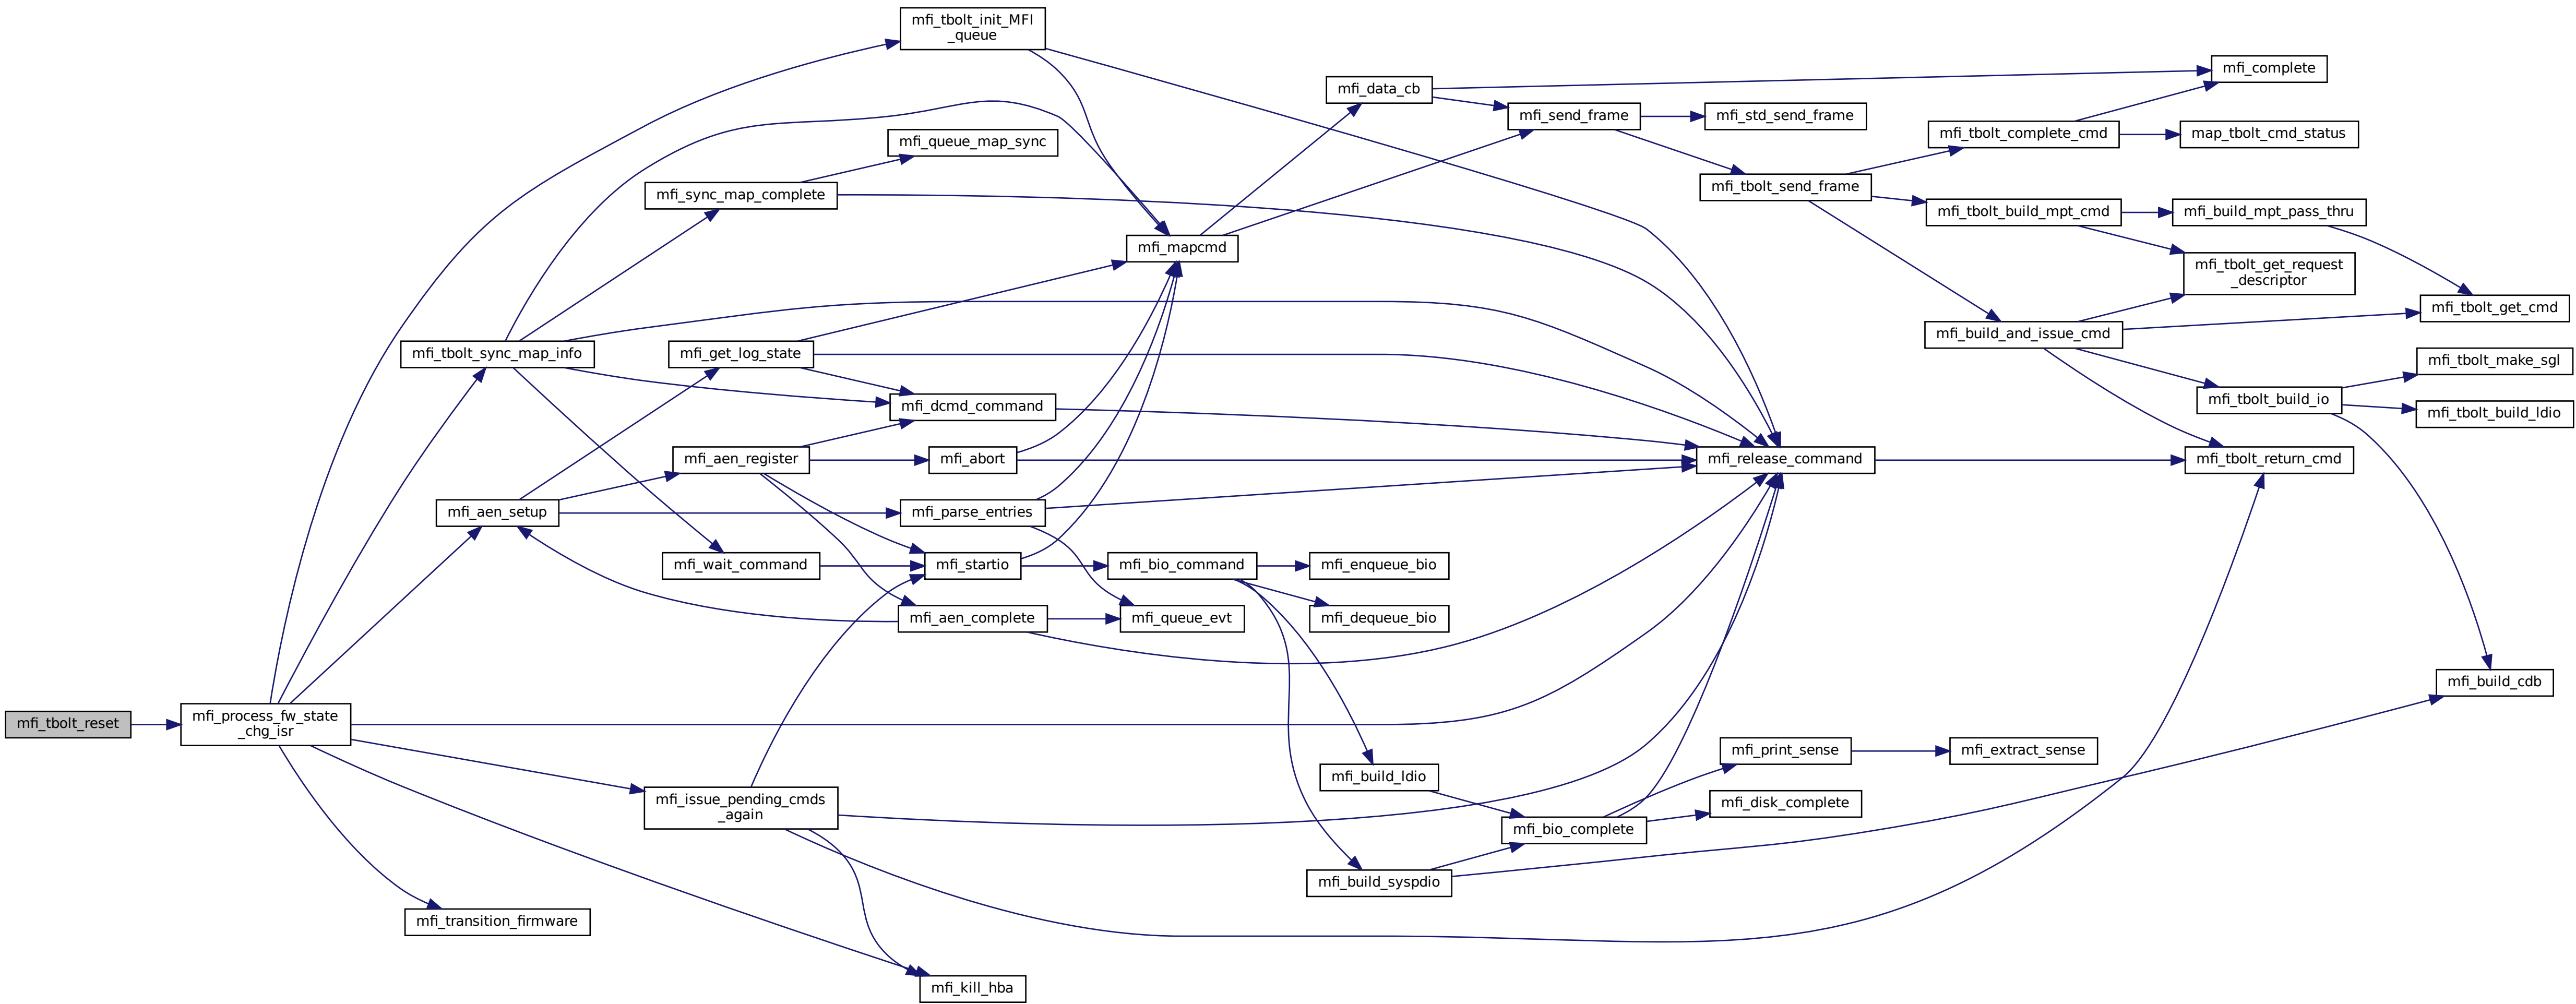 mfi_tbolt_reset
mfi_process_fw_state
_chg_isr
mfi_tbolt_sync_map_info
mfi_aen_setup
mfi_transition_firmware
mfi_sync_map_complete
mfi_get_log_state
mfi_aen_register
mfi_wait_command
mfi_issue_pending_cmds
_again
mfi_tbolt_init_MFI
_queue
mfi_queue_map_sync
mfi_dcmd_command
mfi_abort
mfi_parse_entries
mfi_startio
mfi_aen_complete
mfi_kill_hba
mfi_mapcmd
mfi_bio_command
mfi_queue_evt
mfi_data_cb
mfi_enqueue_bio
mfi_dequeue_bio
mfi_build_ldio
mfi_build_syspdio
mfi_send_frame
mfi_bio_complete
mfi_std_send_frame
mfi_tbolt_send_frame
mfi_release_command
mfi_print_sense
mfi_disk_complete
mfi_tbolt_complete_cmd
mfi_tbolt_build_mpt_cmd
mfi_build_and_issue_cmd
mfi_extract_sense
mfi_complete
map_tbolt_cmd_status
mfi_build_mpt_pass_thru
mfi_tbolt_get_request
_descriptor
mfi_tbolt_build_io
mfi_tbolt_return_cmd
mfi_tbolt_get_cmd
mfi_tbolt_make_sgl
mfi_tbolt_build_ldio
mfi_build_cdb